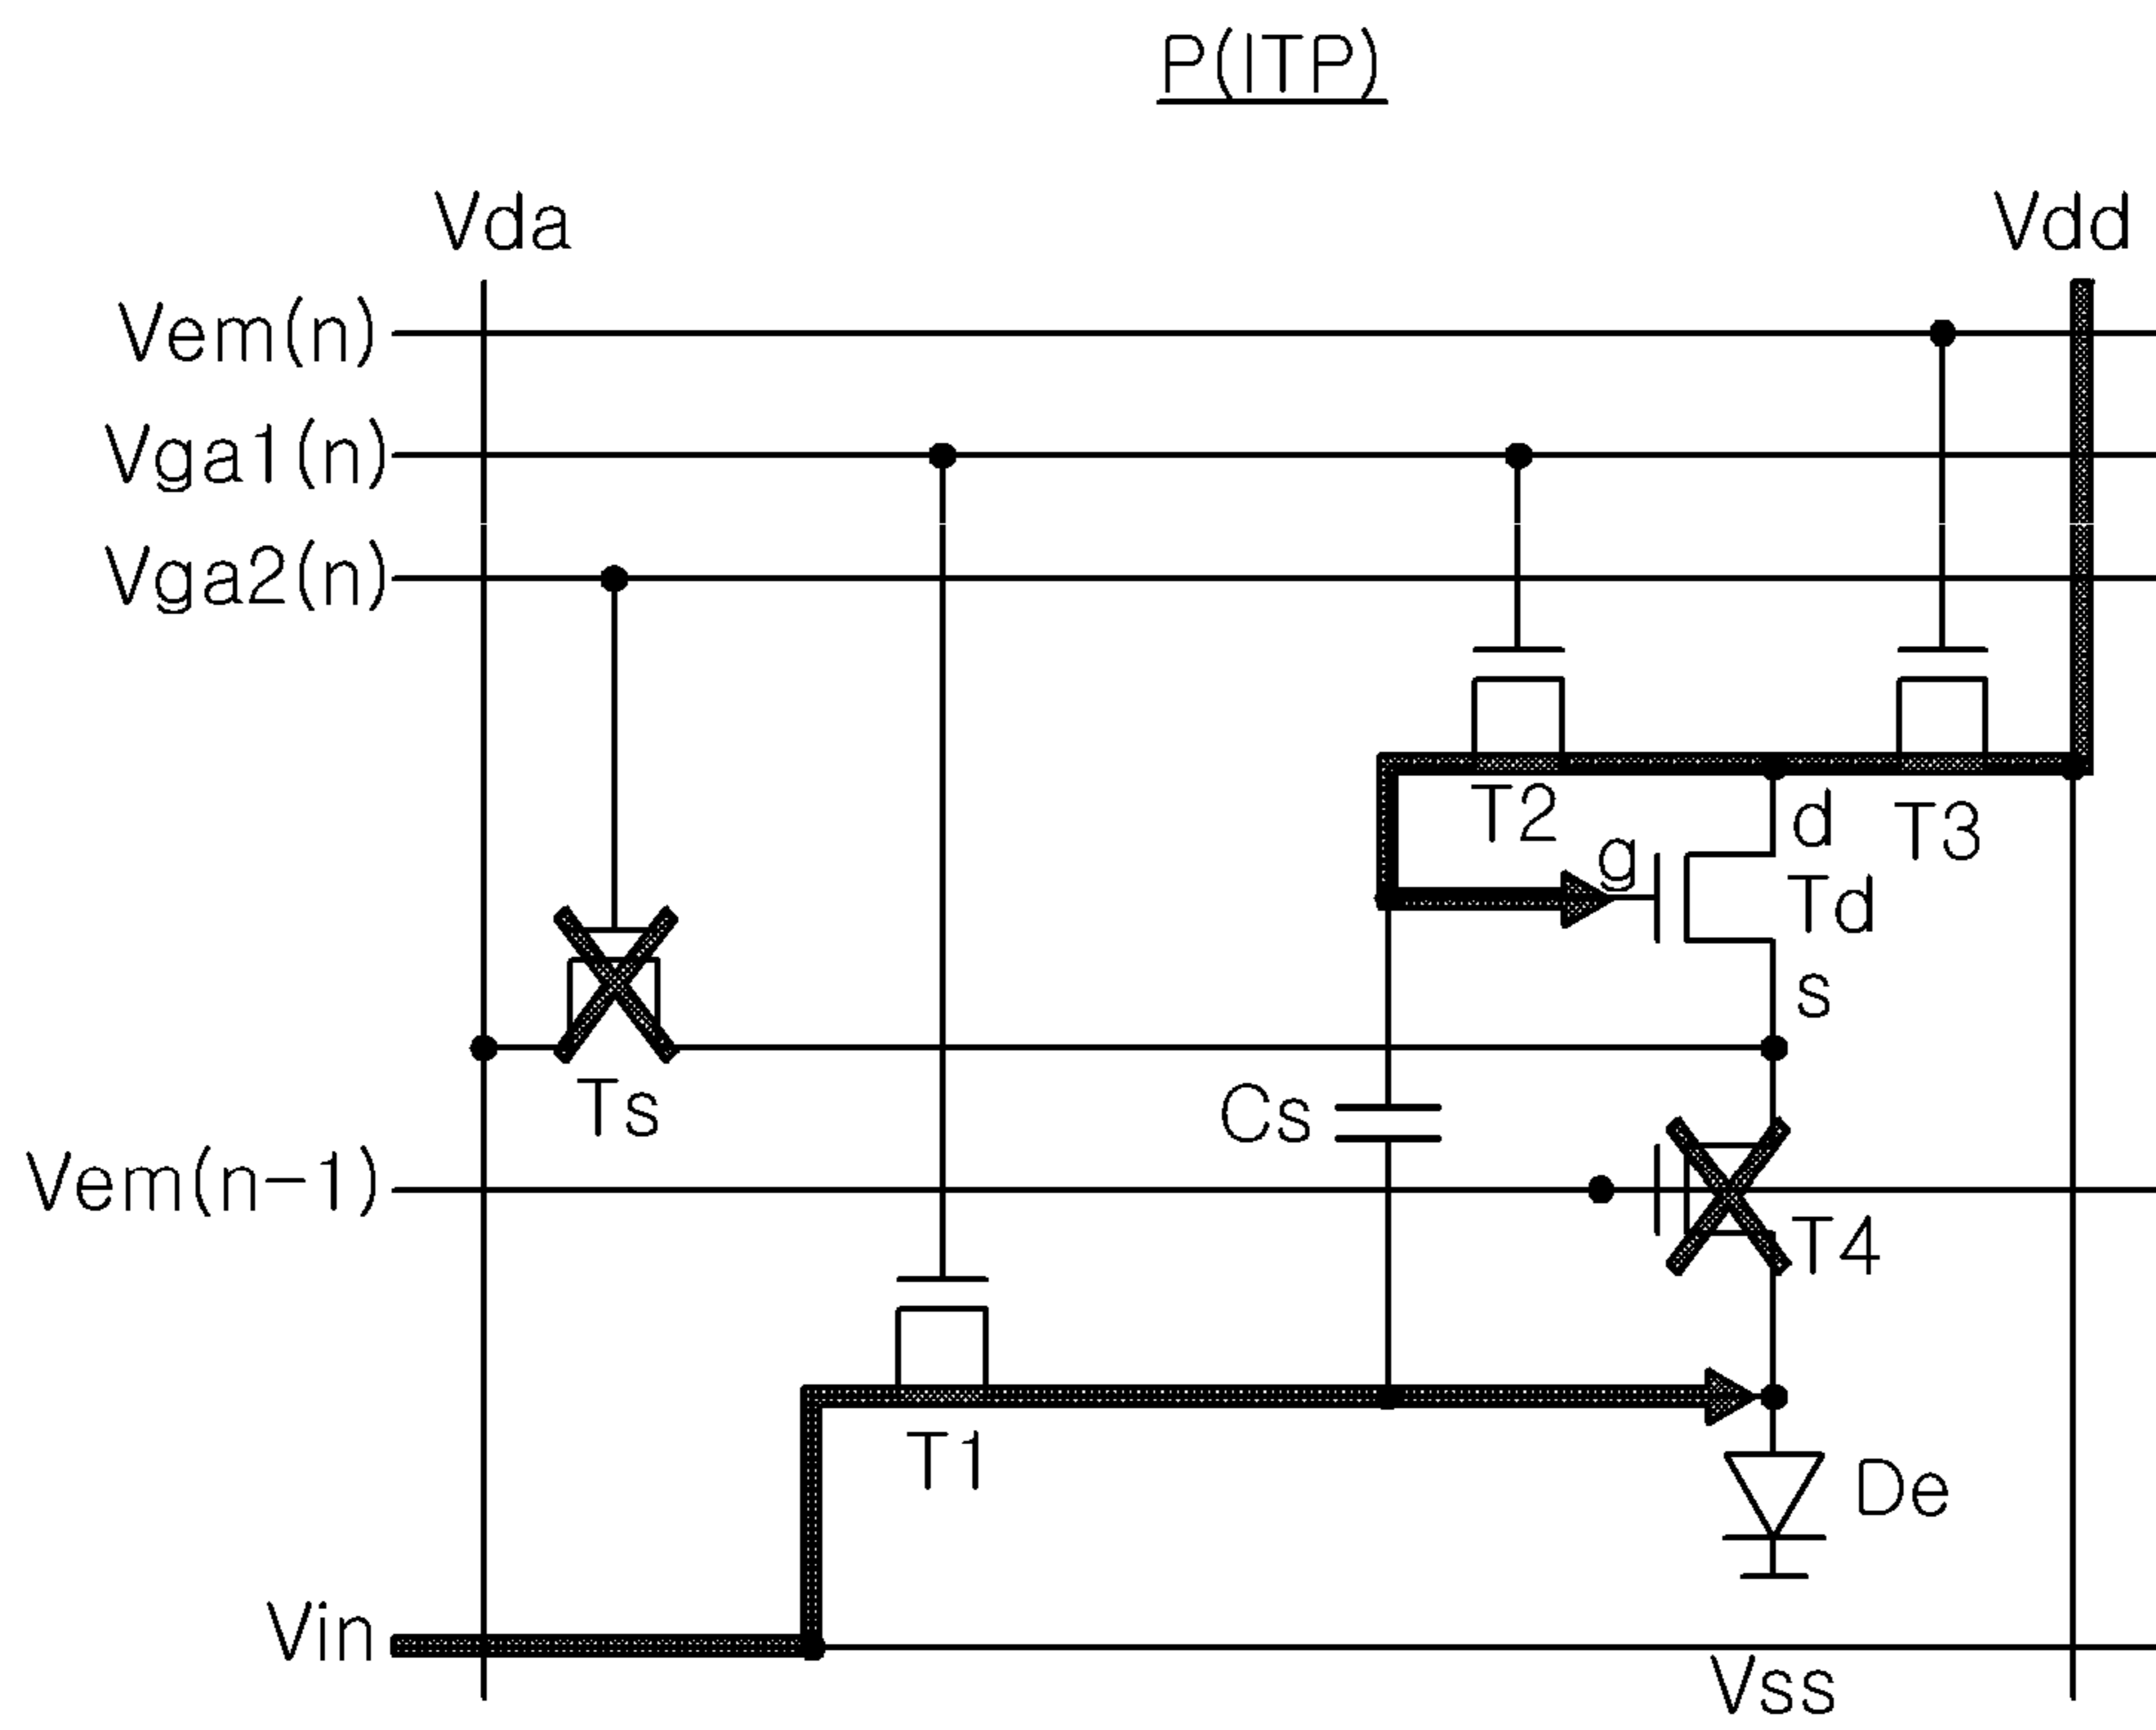 P(ITP)
Vda
Vdd
Vem(n)
Vga1(n)
Vga2(n)
T2
d
T3
g
Td
s
Ts
Cs
Vem(n-1)
T4
T1
De
Vin
Vss